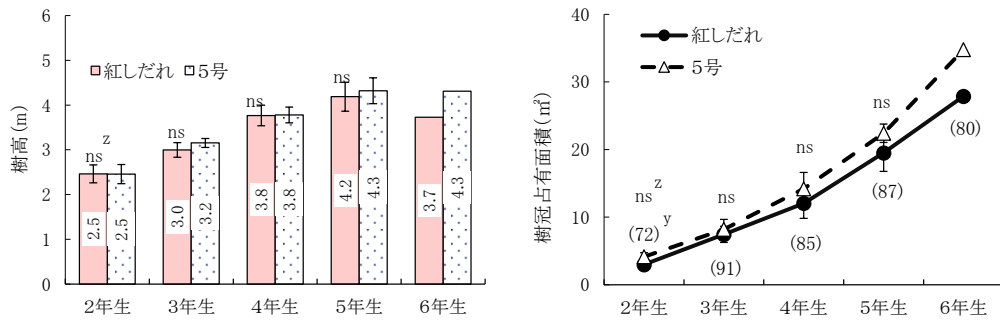 6
5
4
3
2
1
0
樹高(m)
紅しだれ
5号
ns
z
ns
ns
ns
2.5
2.5
3.0
3.2
3.8
3.8
4.2
4.3
3.7
4.3
2年生
3年生
4年生
5年生
6年生
40
30
20
10
0
樹冠占有面積(㎡)
紅しだれ
5号
ns z
(72) y
ns
(91)
ns
(85)
ns
(87)
(80)
2年生
3年生
4年生
5年生
6年生